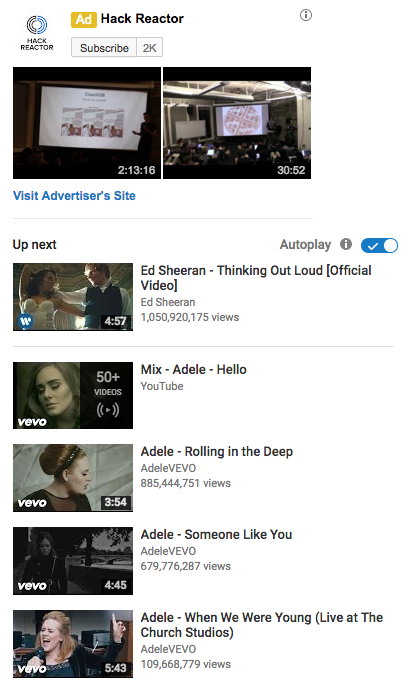 Ad Hack Reactor
HACK
REACTOR
Subscribe 2K
CouchDB
2:13:16
30:52
Visit Advertiser's Site
Up next
Autoplay
Ed Sheeran - Thinking Out Loud [Official
Video]
Ed Sheeran
1,050,920,175 views
4:57
Mix - Adele - Hello
YouTube
50+
VIDEOS
vevo
Adele - Rolling in the Deep
AdeleVEVO
885,444,751 views
vevo
3:54
Adele - Someone Like You
AdeleVEVO
679,776,287 views
vevo
4:45
Adele - When We Were Young (Live at The
Church Studios)
AdeleVEVO
109,668,779 views
vevo
5:43